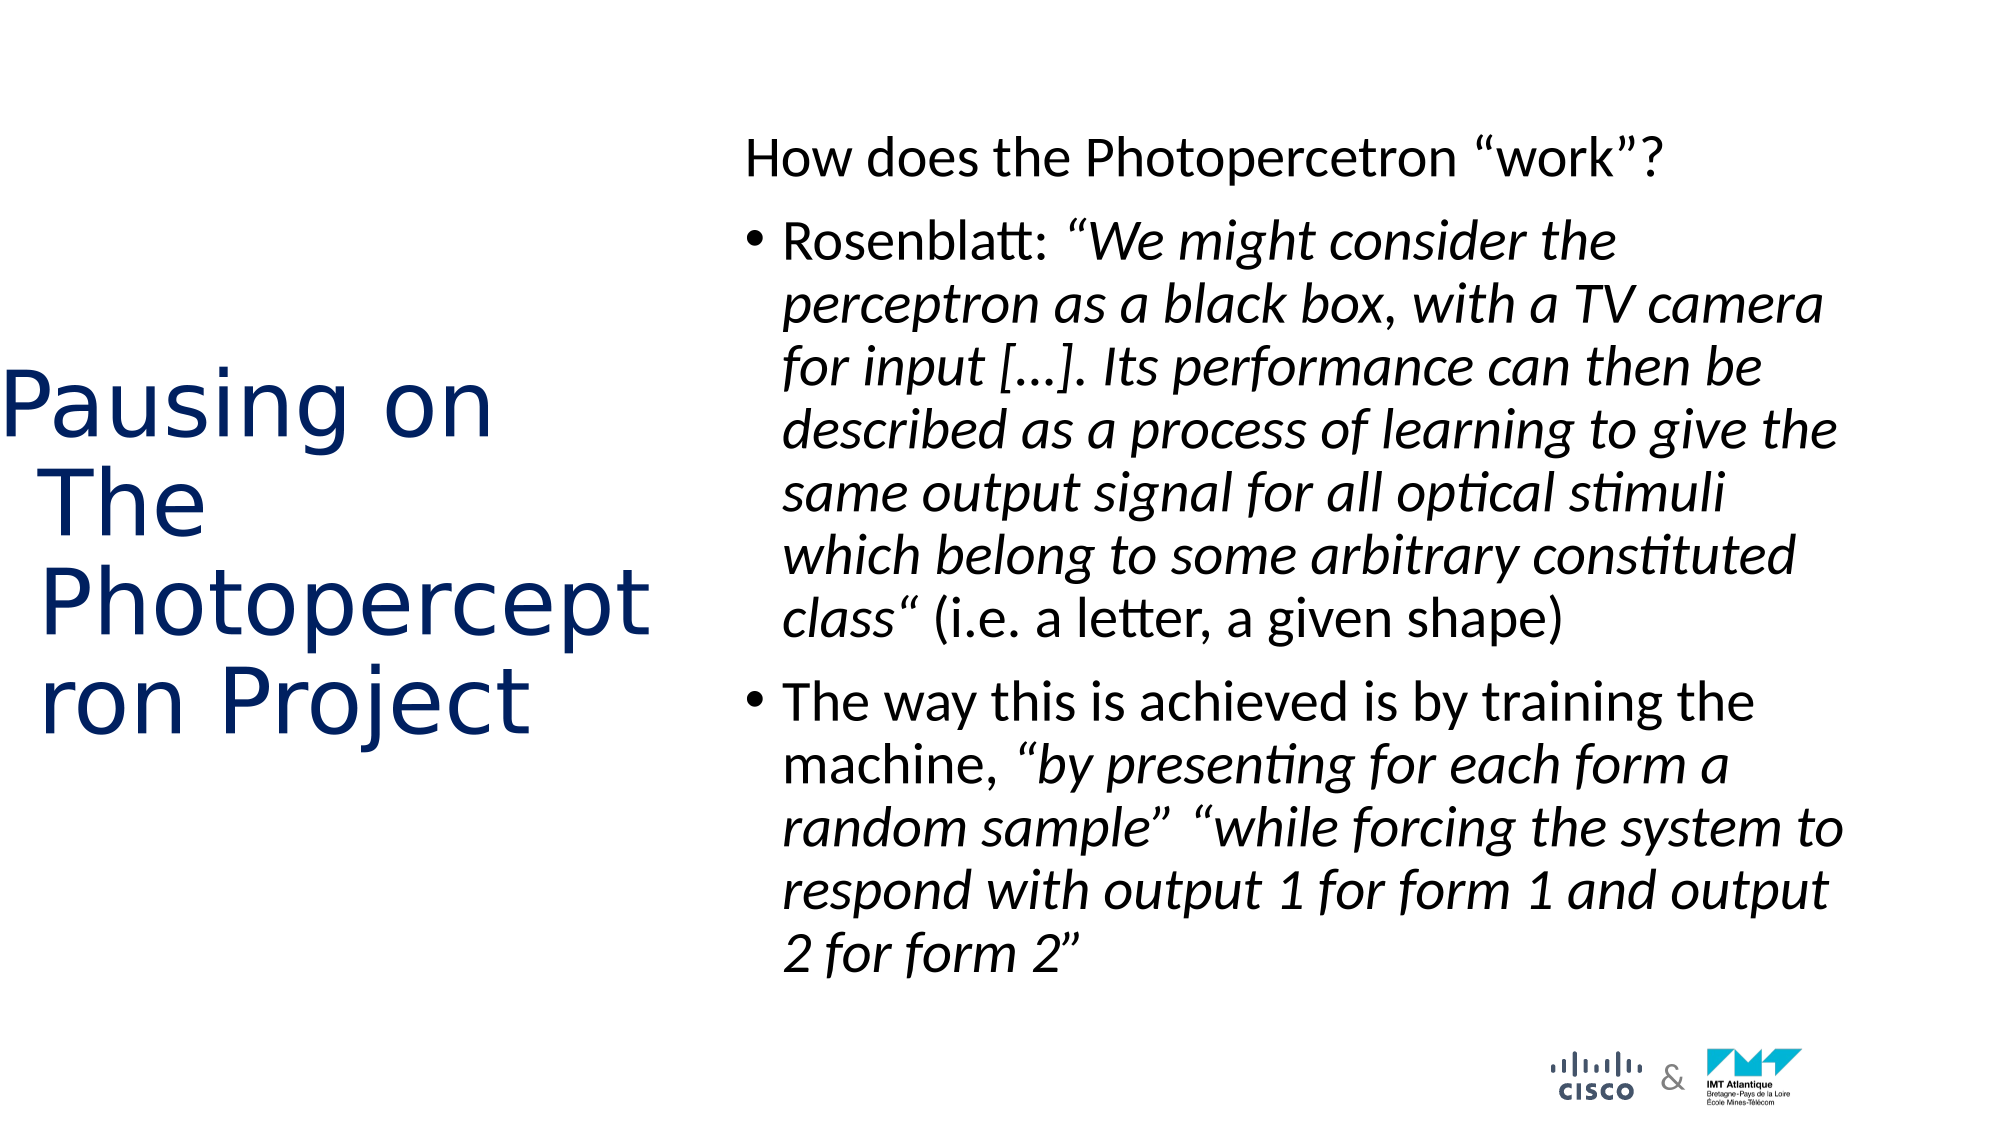 Pausing on
The
Photopercept
ron Project
How does the Photopercetron “work”?
• Rosenblatt: “We might consider the
perceptron as a black box, with a TV camera
for input […]. Its performance can then be
described as a process of learning to give the
same output signal for all optical stimuli
which belong to some arbitrary constituted
class“ (i.e. a letter, a given shape)
• The way this is achieved is by training the
machine, “by presenting for each form a
random sample” “while forcing the system to
respond with output 1 for form 1 and output
2 for form 2”
CISCO
&
IMT Atlantique
Bretagne-Pays de la Loire
École Mines-Télécom